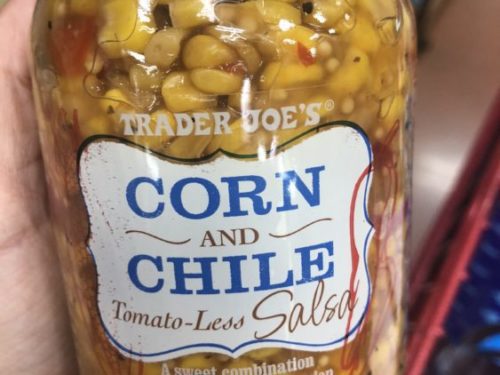 TRADER JOE'S®
CORN
AND
CHILE
Tomato-Less Salsa
A sweet combination